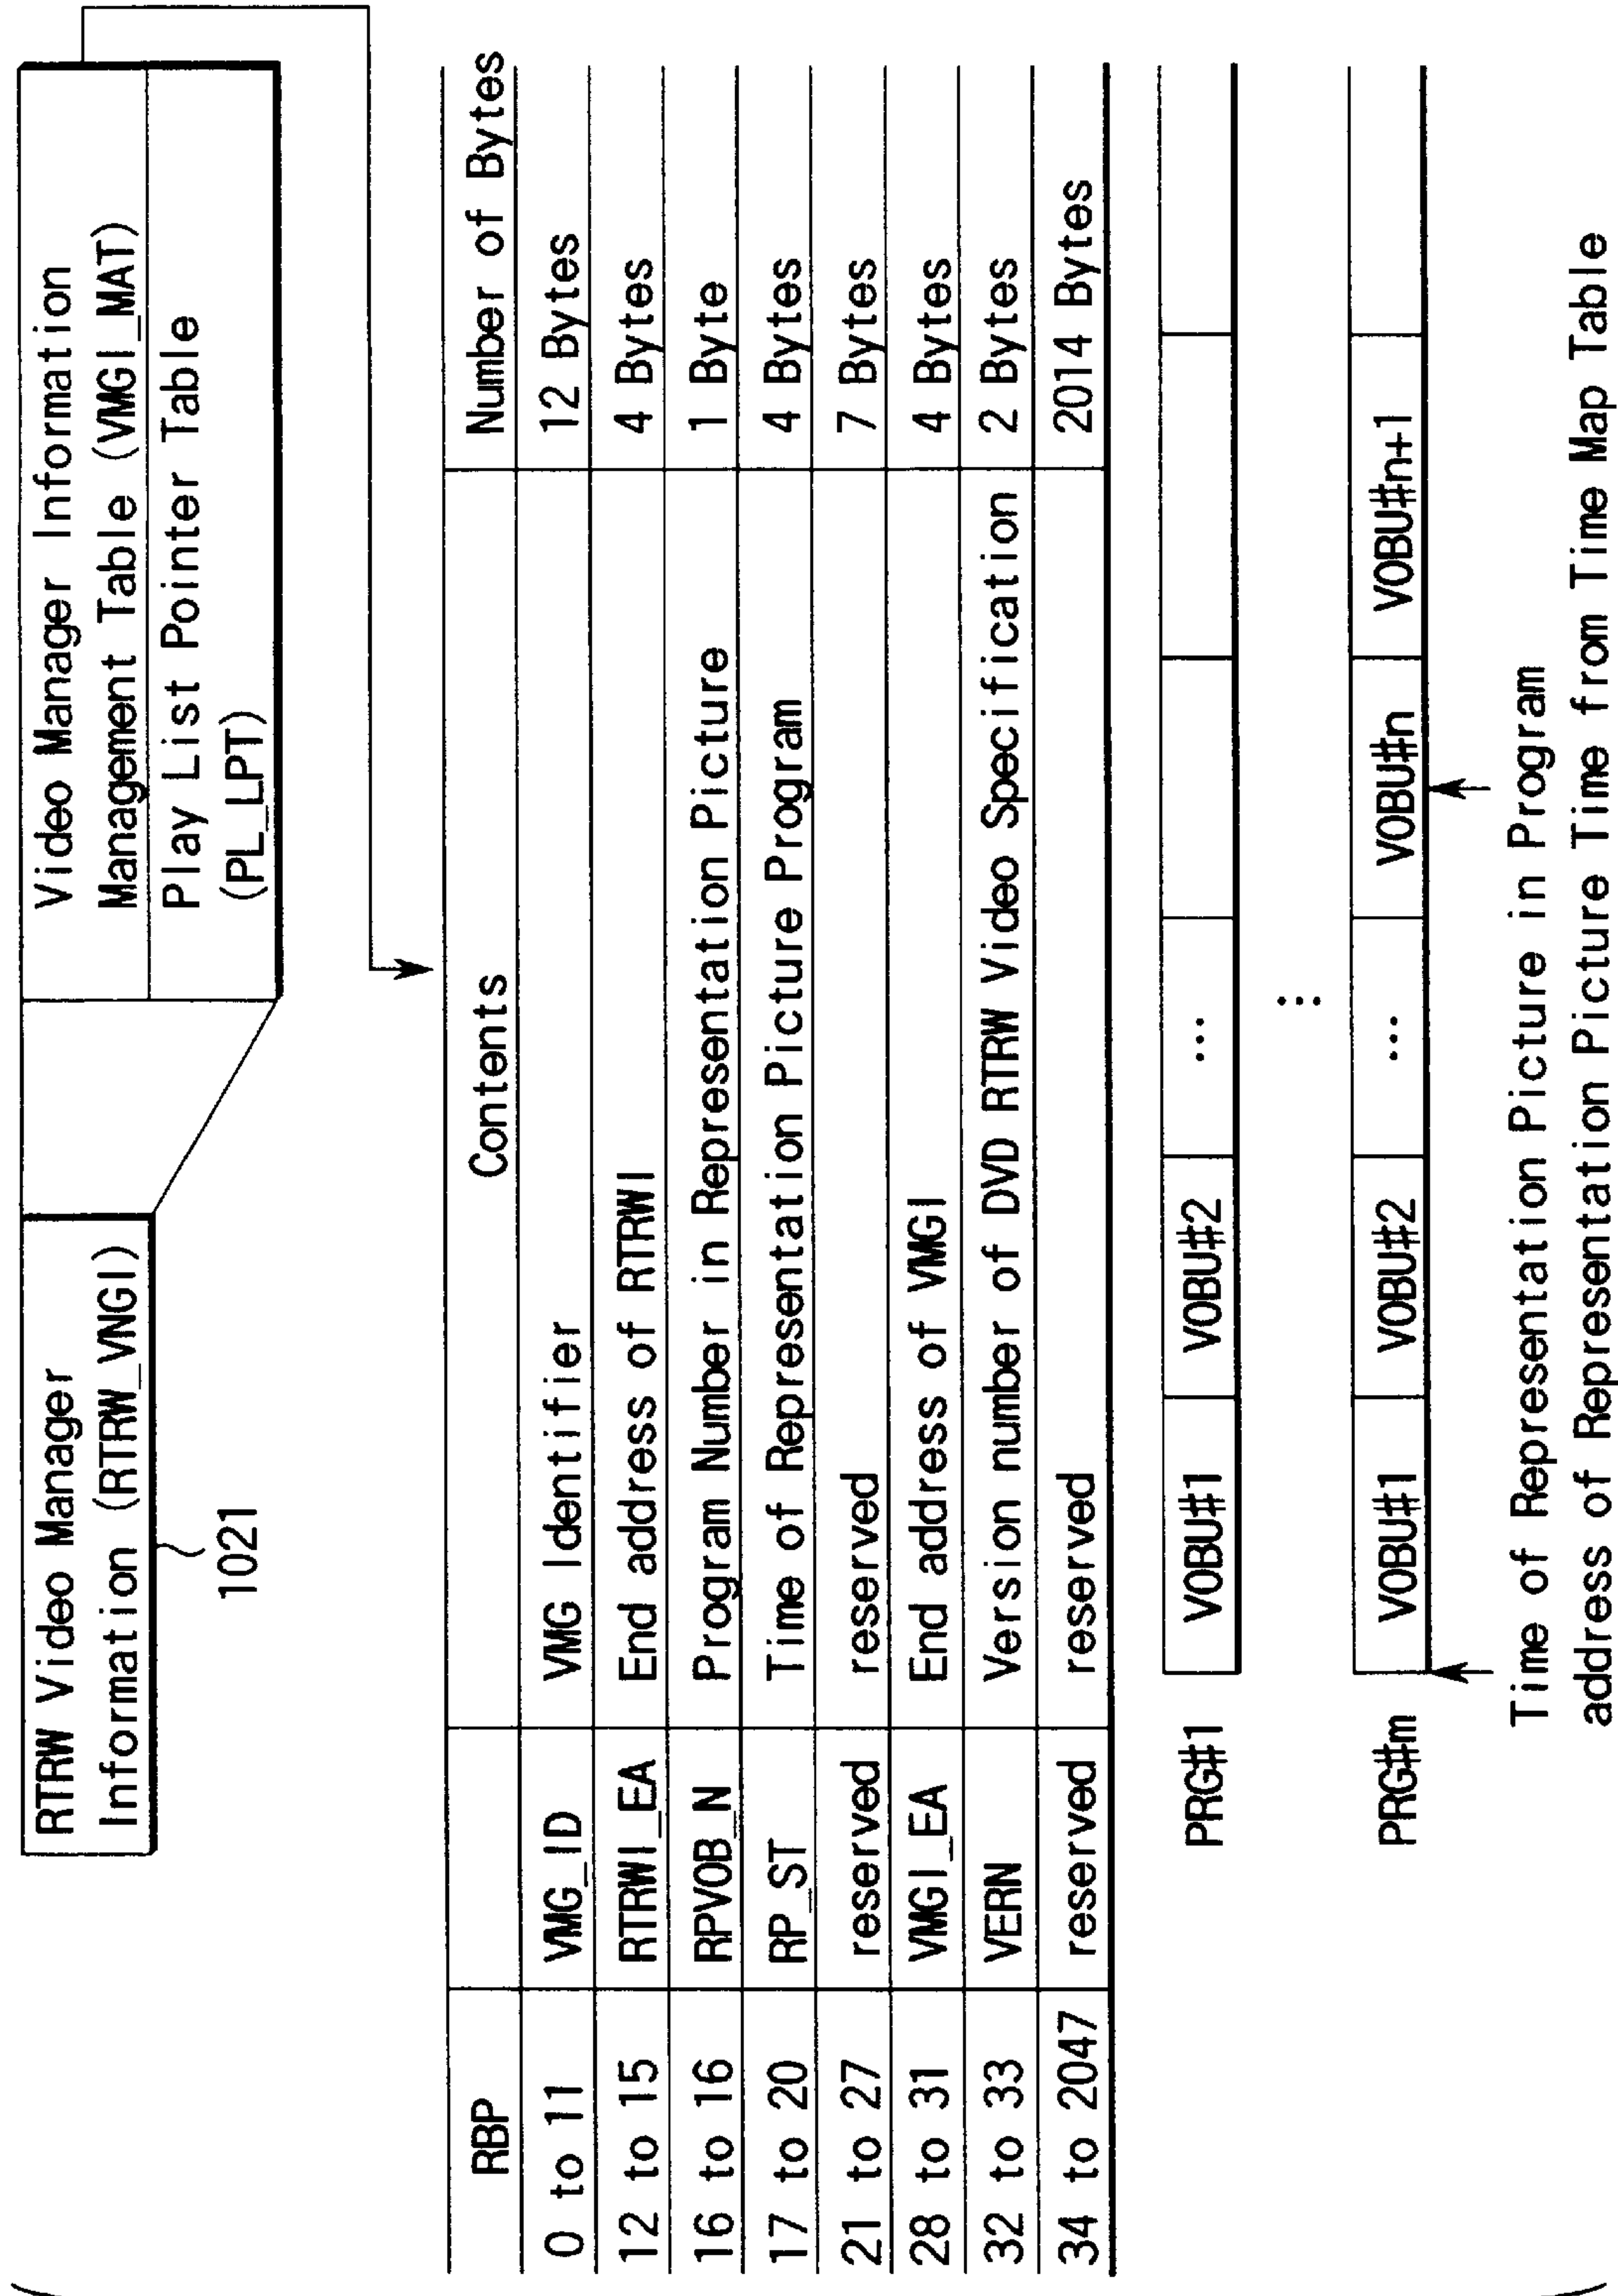 RTRW Video Manager
Information (RTRW_VNGI)
1021
Video Manager Information
Management Table (VMGI_MAT)
Play List Pointer Table
(PL_LPT)
RBP Contents Number of Bytes
0 to 11 VMG_ID VMG Identifier 12 Bytes
12 to 15 RTRWI_EA End address of RTRWI 4 Bytes
16 to 16 RPVOB_N Program Number in Representation Picture 1 Byte
17 to 20 RP_ST Time of Representation Picture Program 4 Bytes
21 to 27 reserved reserved 7 Bytes
28 to 31 VMGI_EA End address of VMGI 4 Bytes
32 to 33 VERN Version number of DVD RTRW Video Specification 2 Bytes
34 to 2047 reserved reserved 2014 Bytes
PRG#1 VOBU#1 VOBU#2 ...
...
PRG#m VOBU#1 VOBU#2 ... VOBU#n VOBU#n+1
Time of Representation Picture in Program
address of Representation Picture Time from Time Map Table